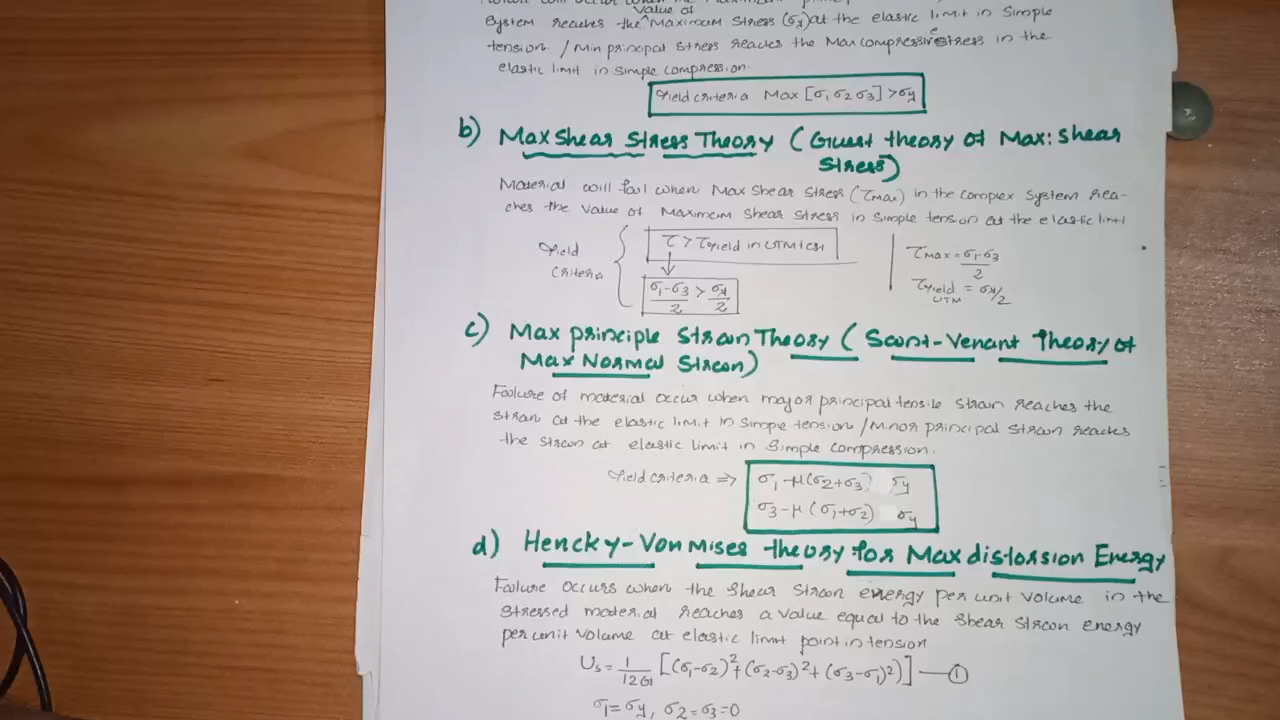 system reaches the ^value of Maximum Stress (σ3) at the elastic limit in Simple
tension / Min principal Stress reaches the Max compressive stress in the
elastic limit in Simple compression.
Yield criteria Max [σ1 σ2 σ3] > σy
b) Max Shear Stress Theory (Guest theory of Max: Shear
Stress)
Material will fail when Max Shear Stress (τmax) in the complex System rea-
ches the value of Maximum Shear Stress in Simple tension at the elastic limit
Yield
criteria
τ > τyield in UTM test
↓
σ1-σ3/2 > σy/2
τmax = σ1-σ3/2
τyield UTM = σy/2
c) Max principle Strain Theory (Saint-Venant Theory of
Max Normal Strain)
Failure of material occur when major principal tensile strain reaches the
strain at the elastic limit in simple tension / Minor principal strain reaches
the strain at elastic limit in Simple compression.
Yield criteria ⇒ σ1 - μ(σ2+σ3) σy
σ3 - μ(σ1+σ2) σy
d) Hencky-Von mises theory for Max distorsion Energy
Failure occurs when the Shear Strain energy per unit volume in the
Stressed material reaches a value equal to the Shear Strain energy
per unit volume at elastic limit point in tension
Us = 1/12G [(σ1-σ2)²+(σ2-σ3)²+(σ3-σ1)²)] — ①
σ1 = σy, σ2 = σ3 = 0